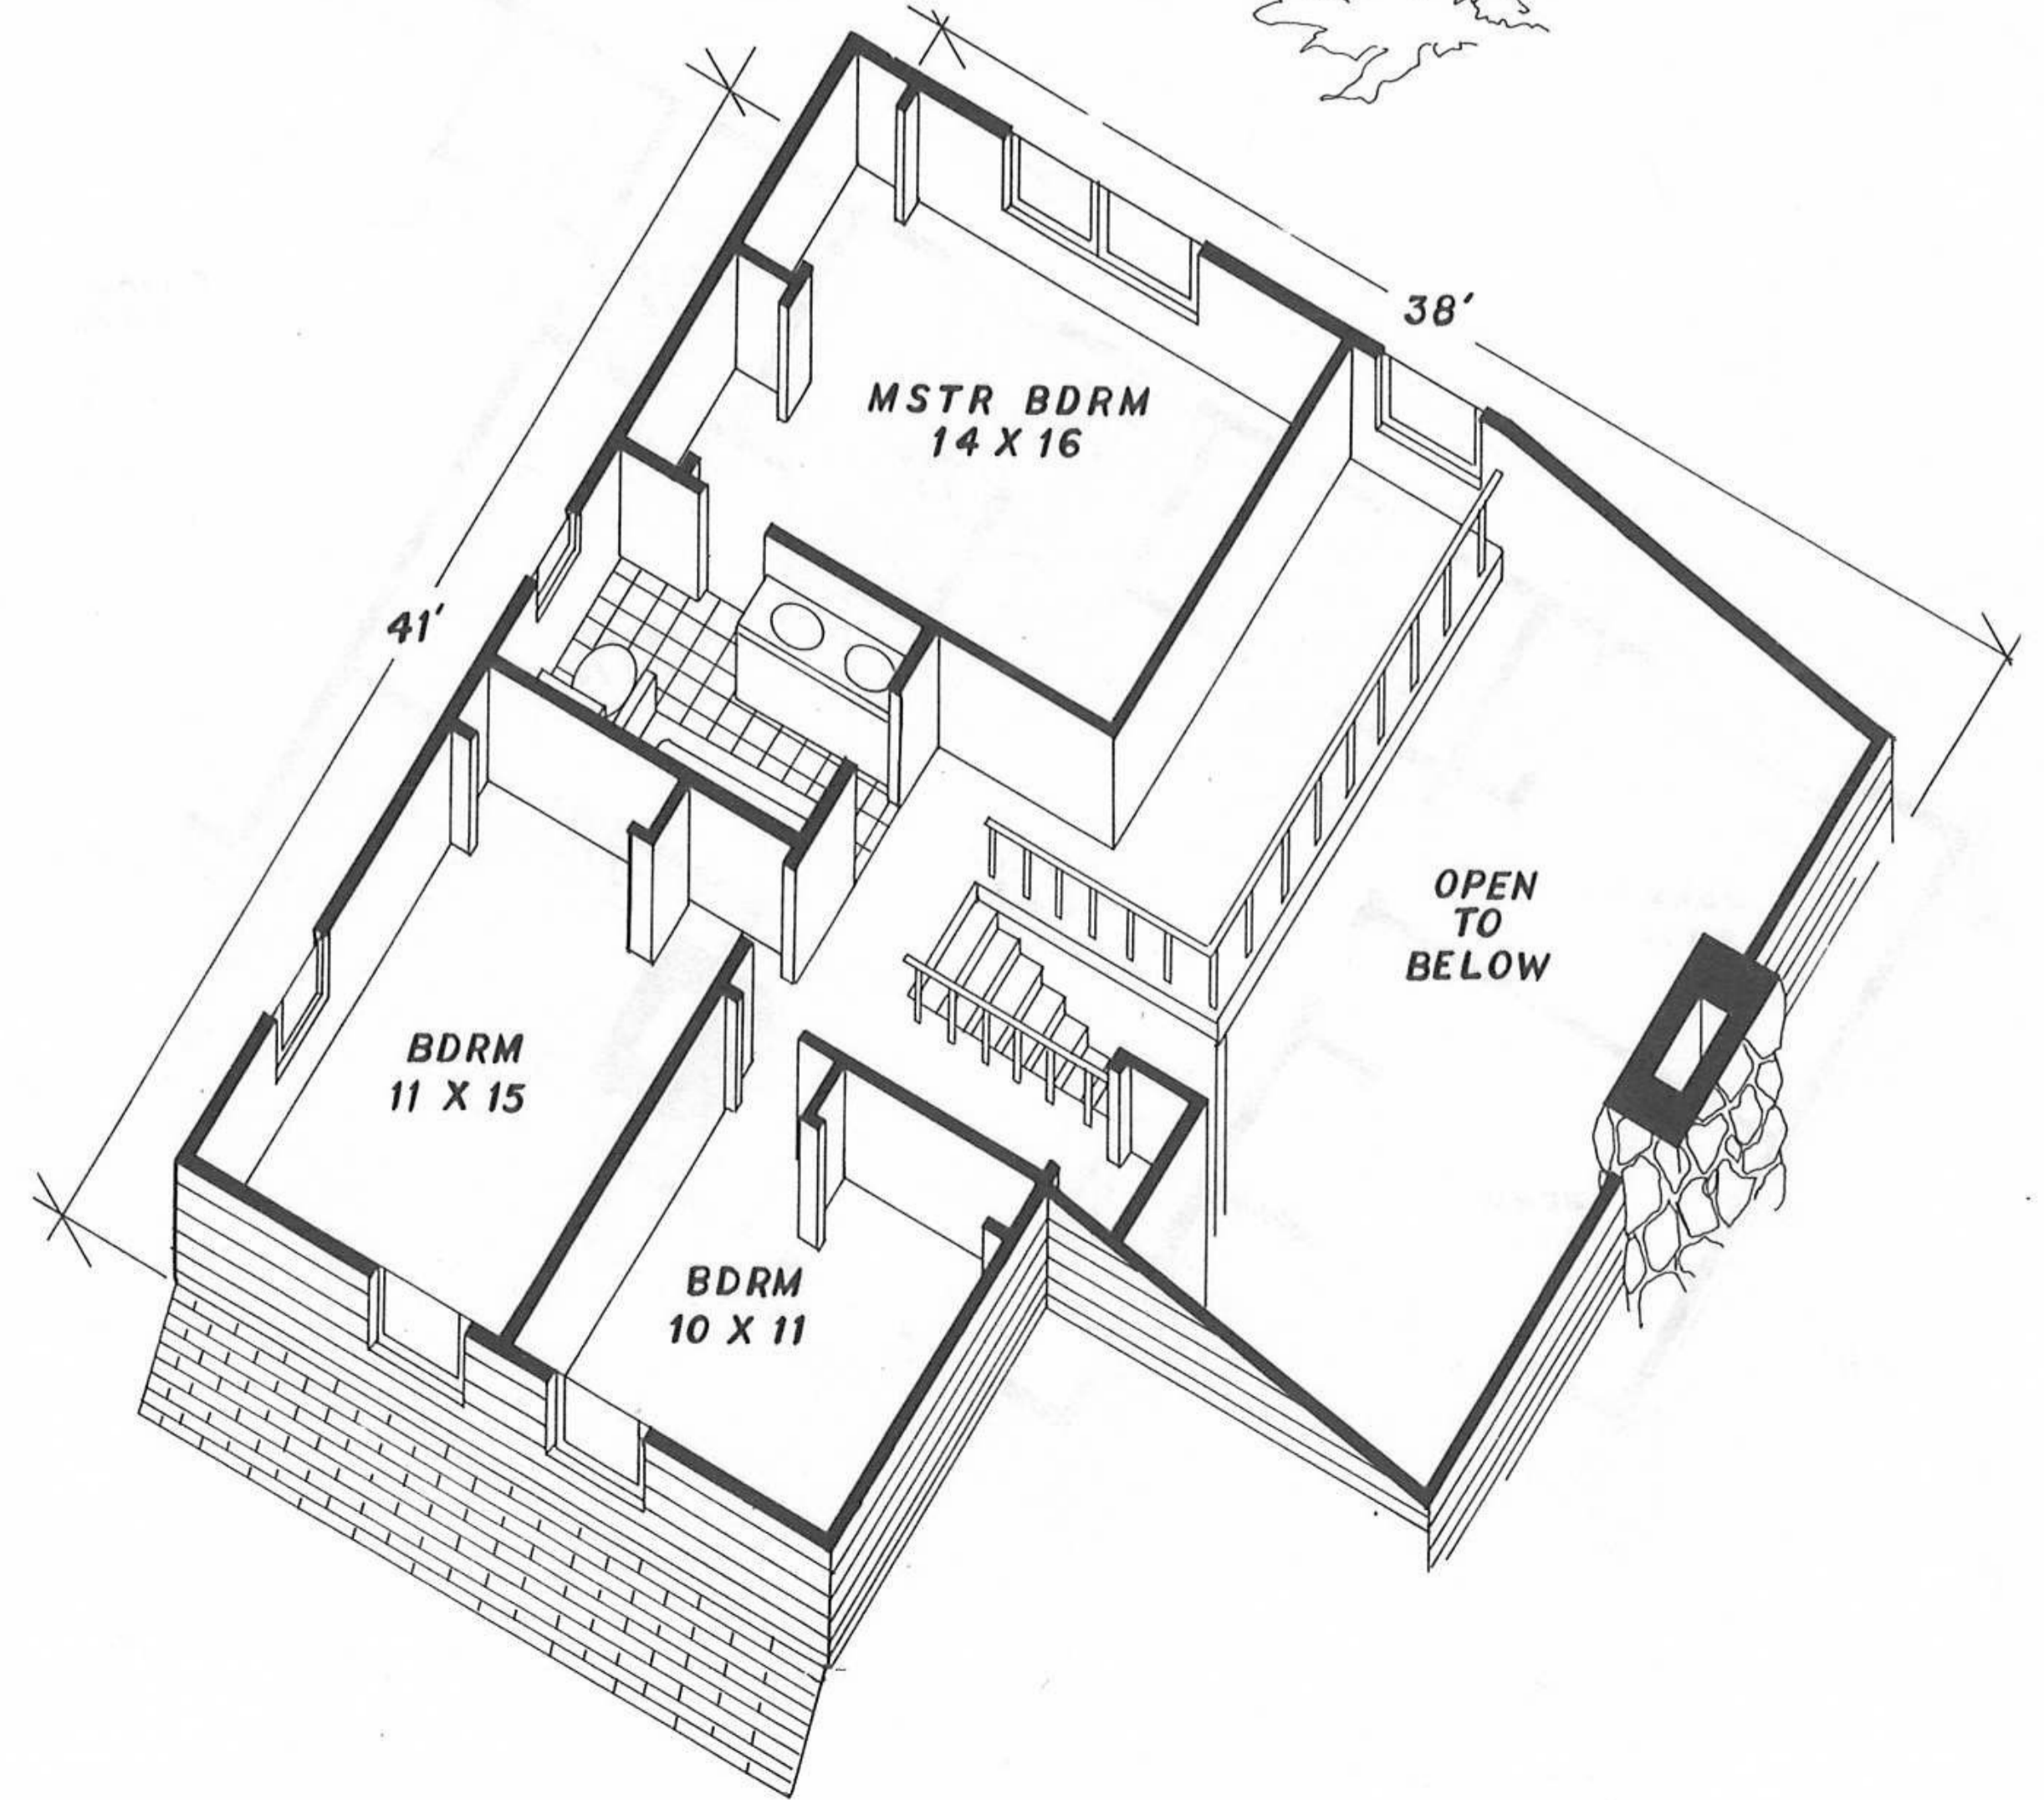 38'
MSTR BDRM
14 X 16
41'
OPEN
TO
BELOW
BDRM
11 X 15
BDRM
10 X 11